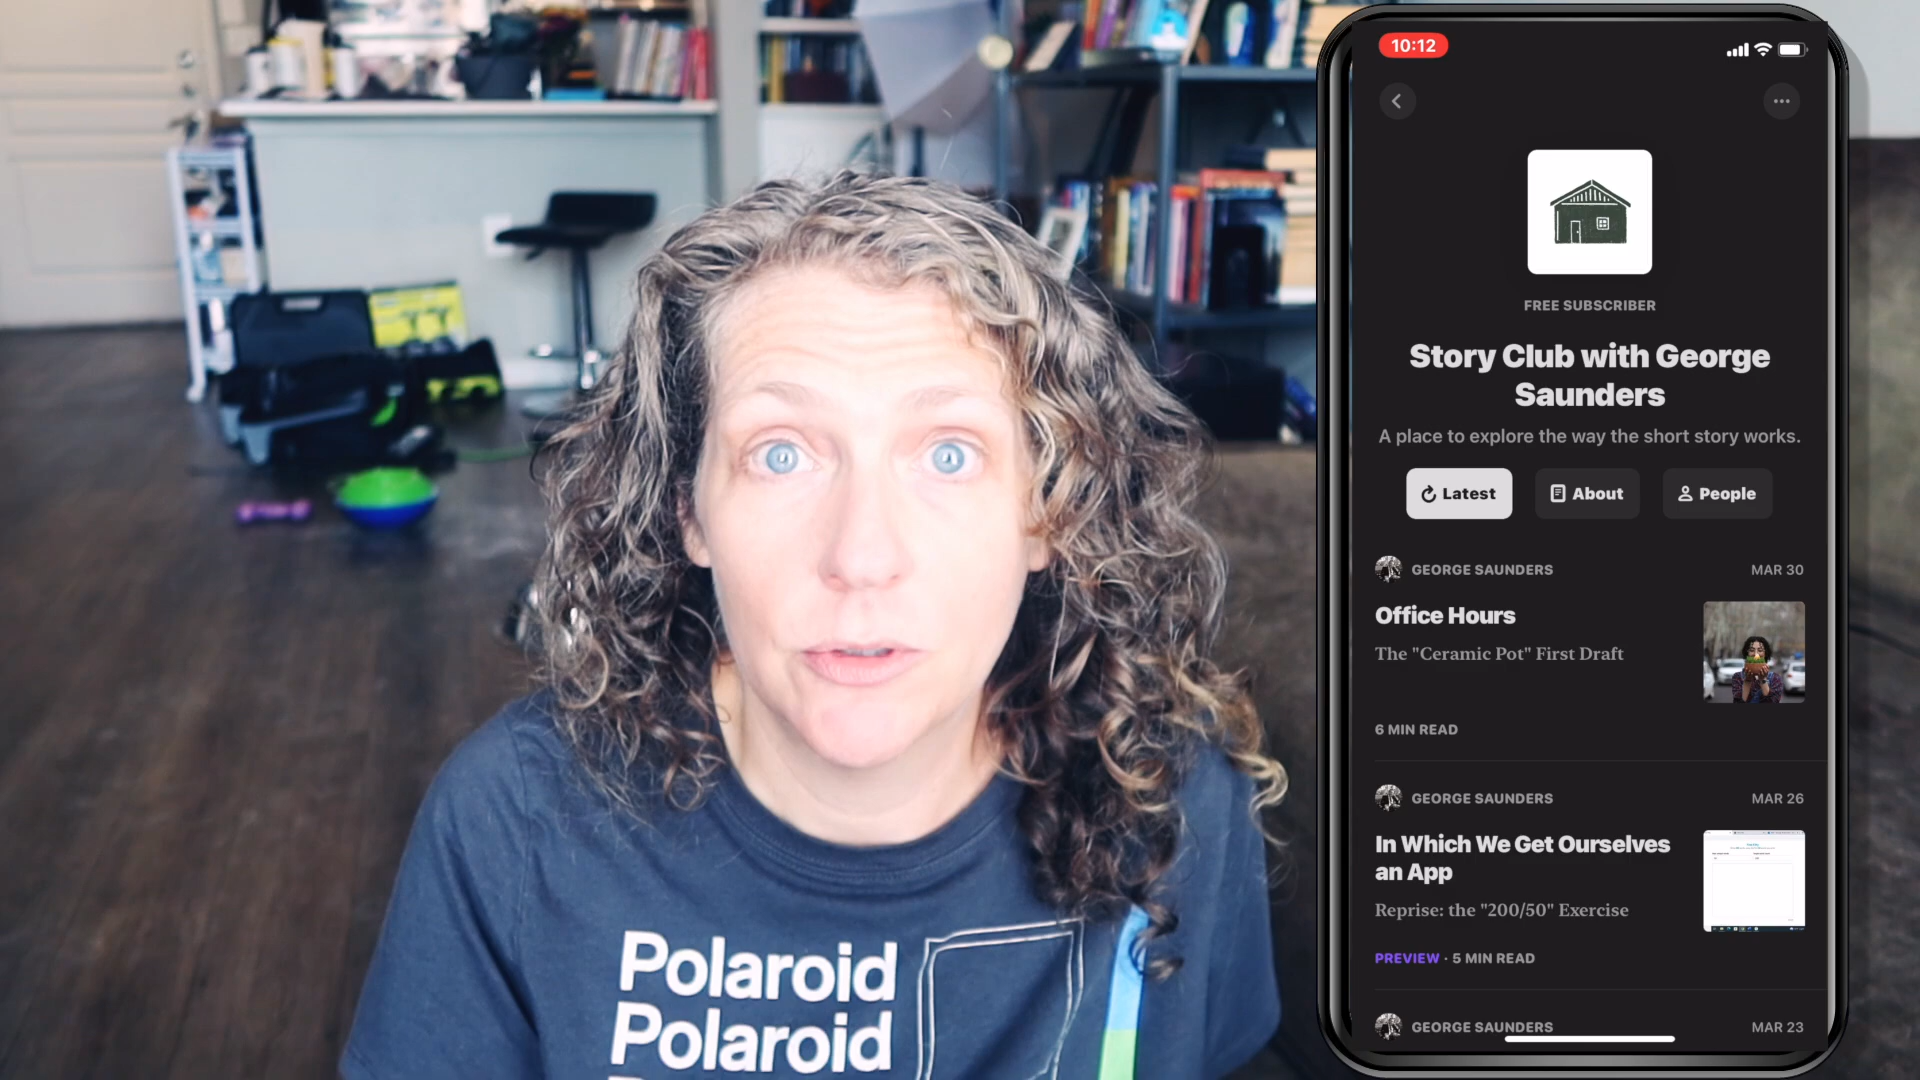 10:12
FREE SUBSCRIBER
Story Club with George
Saunders
A place to explore the way the short story works.
Latest
About
People
GEORGE SAUNDERS
MAR 30
Office Hours
The "Ceramic Pot" First Draft
6 MIN READ
GEORGE SAUNDERS
MAR 26
In Which We Get Ourselves
an App
Reprise: the "200/50" Exercise
PREVIEW · 5 MIN READ
GEORGE SAUNDERS
MAR 23
Polaroid
Polaroid